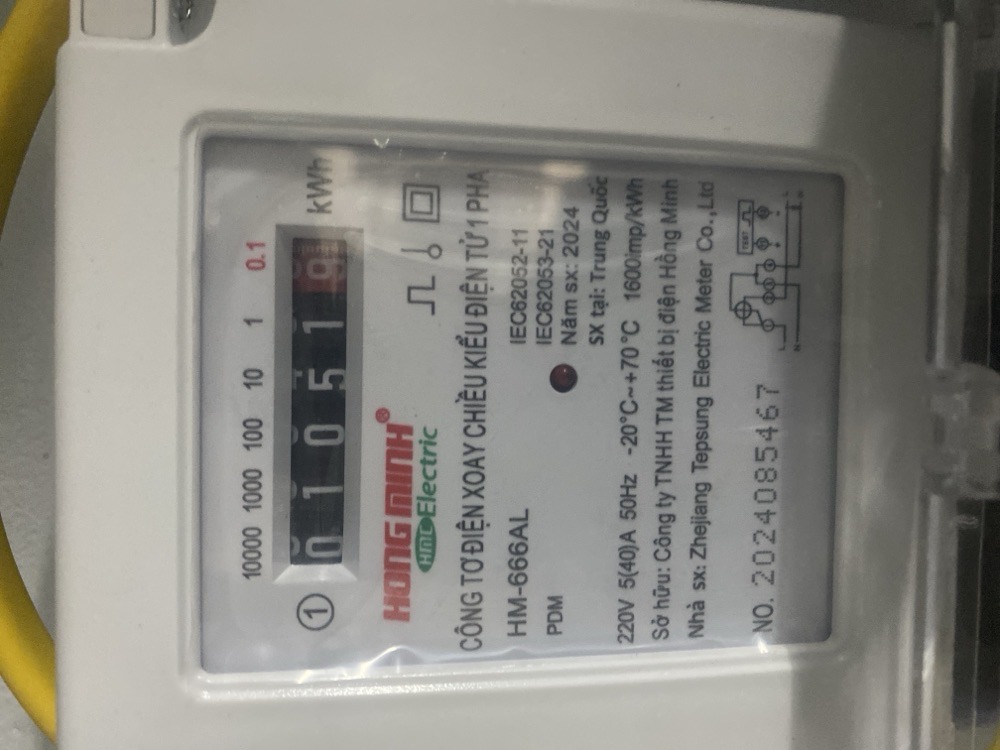 10000 1000 100 10 1 0.1
① 0 1 0 5 1 9 kWh
HONG MINH®
HMC Electric
CÔNG TƠ ĐIỆN XOAY CHIỀU KIỂU ĐIỆN TỬ 1 PHA
HM-666AL IEC62052-11
PDM IEC62053-21
Năm sx: 2024
SX tại: Trung Quốc
220V 5(40)A 50Hz -20°C~+70°C 1600imp/kWh
Sở hữu: Công ty TNHH TM thiết bị điện Hồng Minh
Nhà sx: Zhejiang Tepsung Electric Meter Co.,Ltd
NO. 2024085467
TEST
L
N